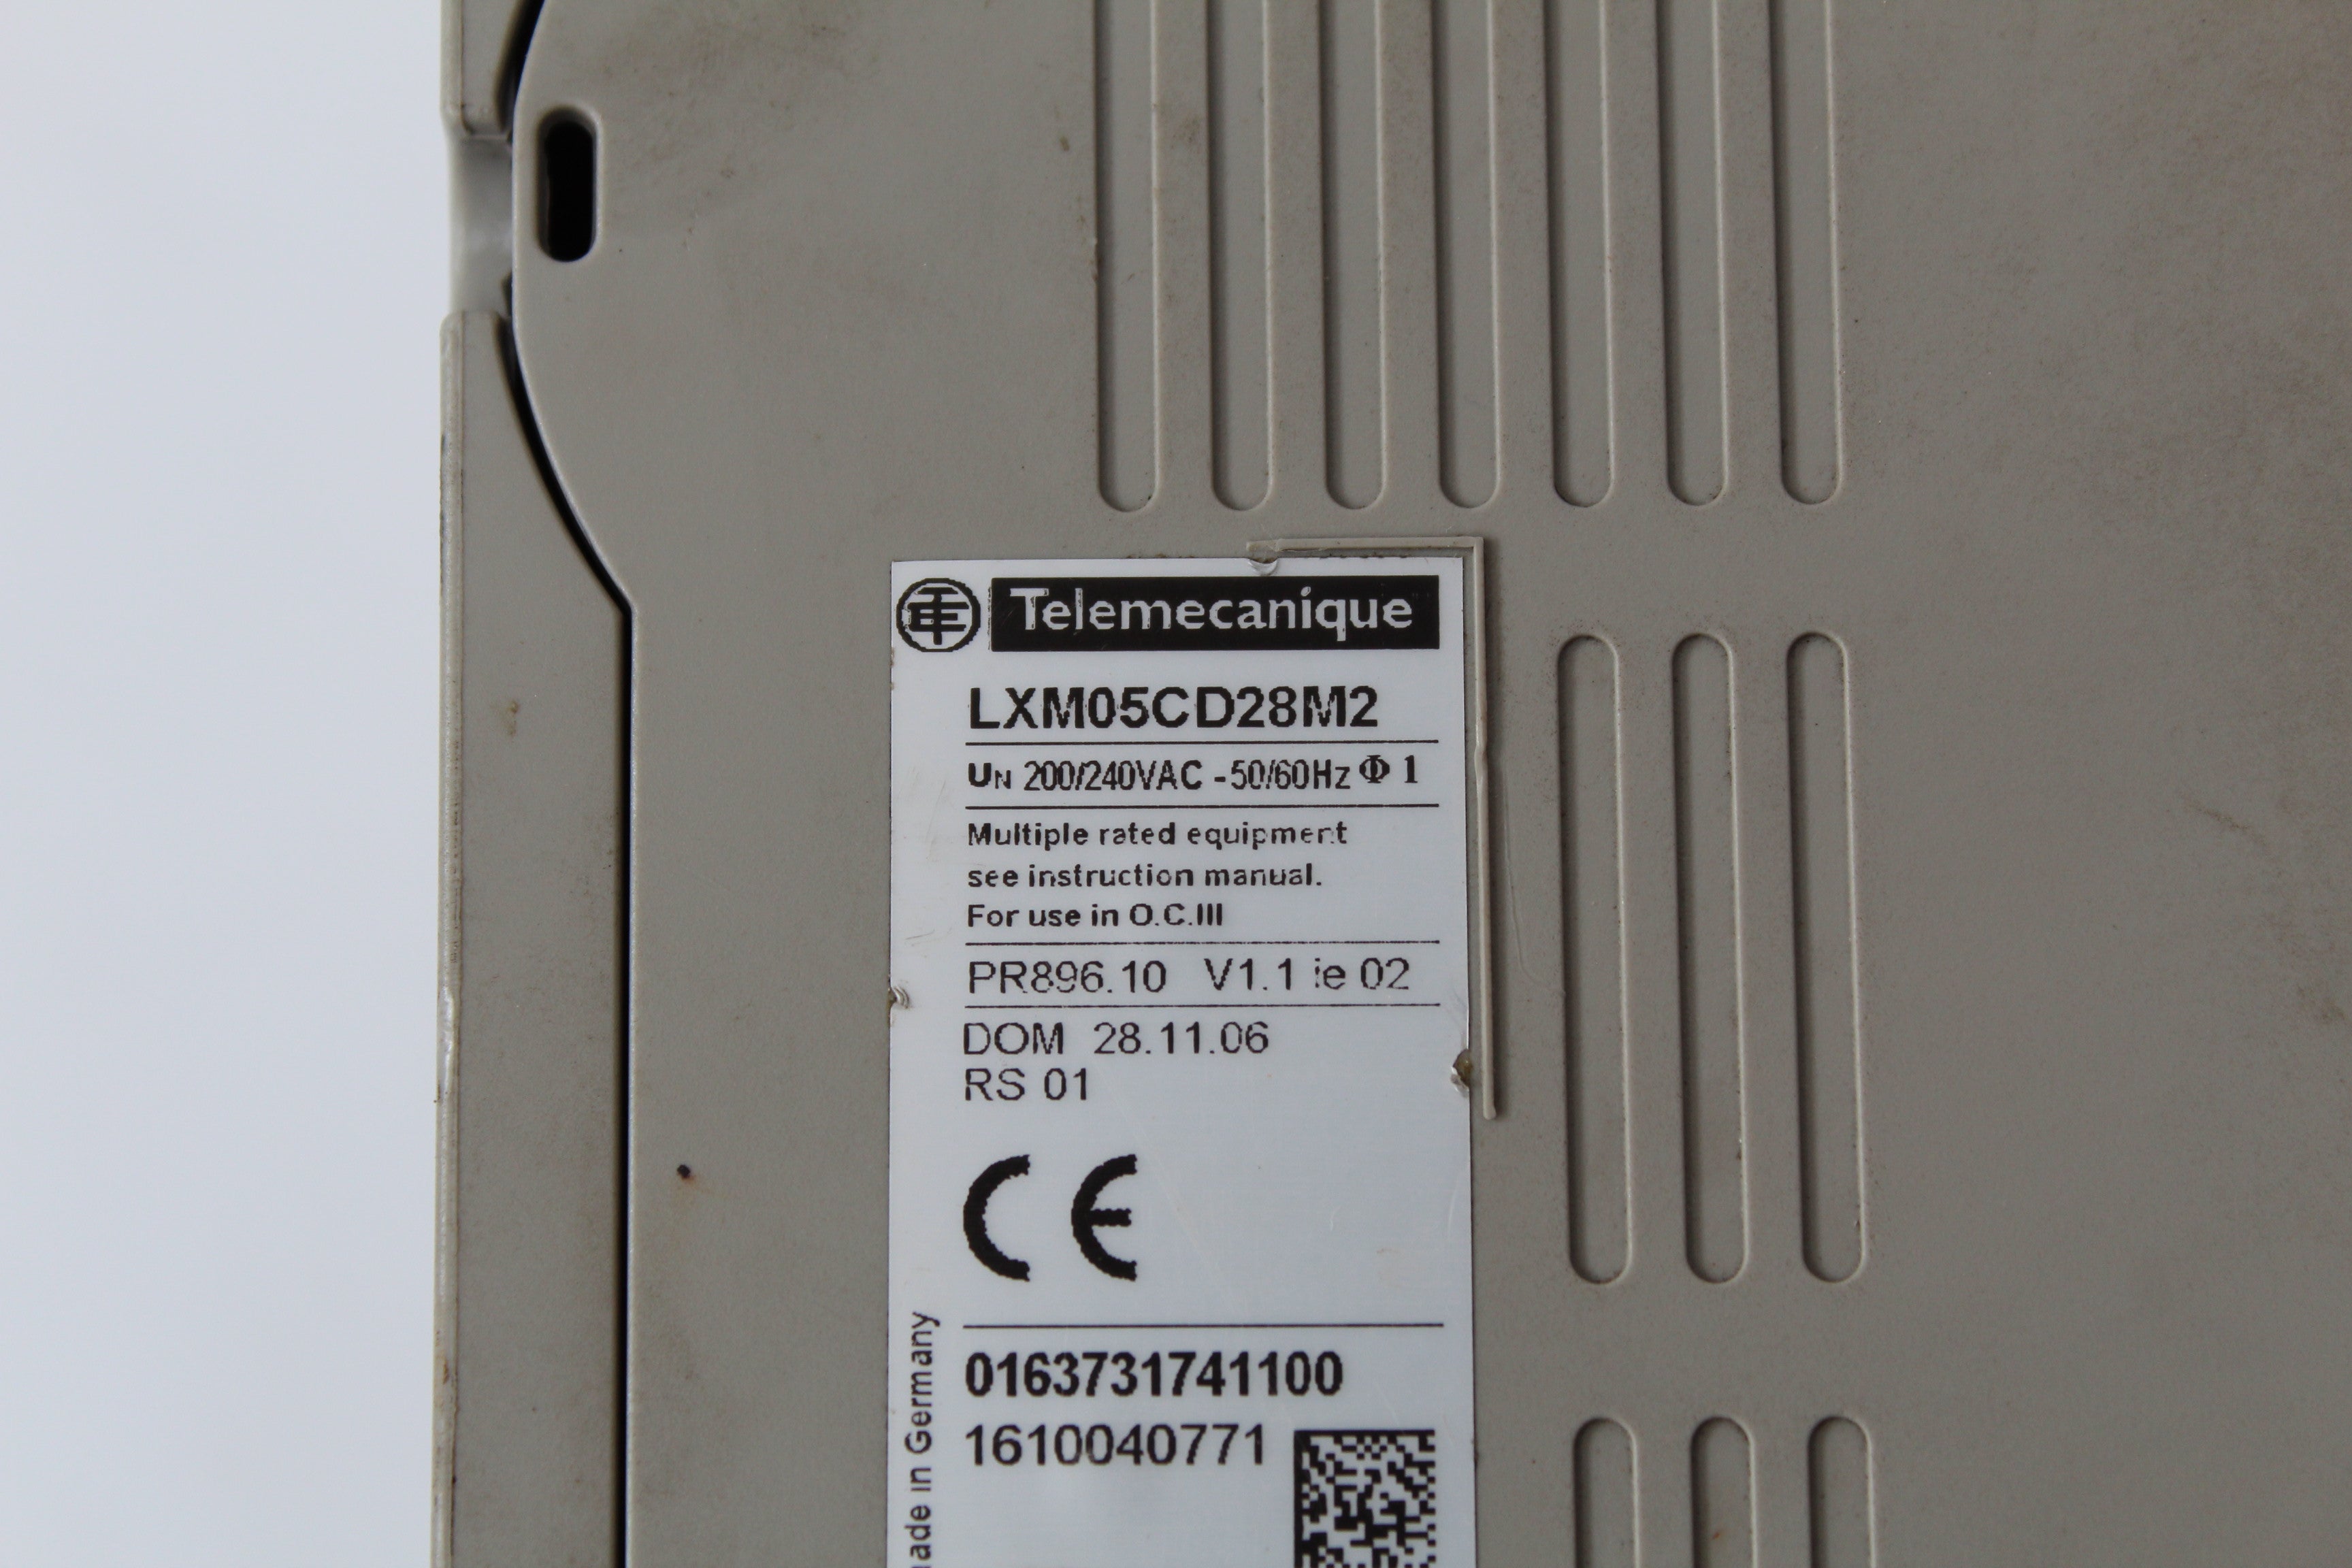 Telemecanique
LXM05CD28M2
UN 200/240VAC - 50/60Hz Φ 1
Multiple rated equipment
see instruction manual.
For use in O.C.III
PR896.10 V1.1 ie 02
DOM 28.11.06
RS 01
CE
0163731741100
1610040771
made in Germany